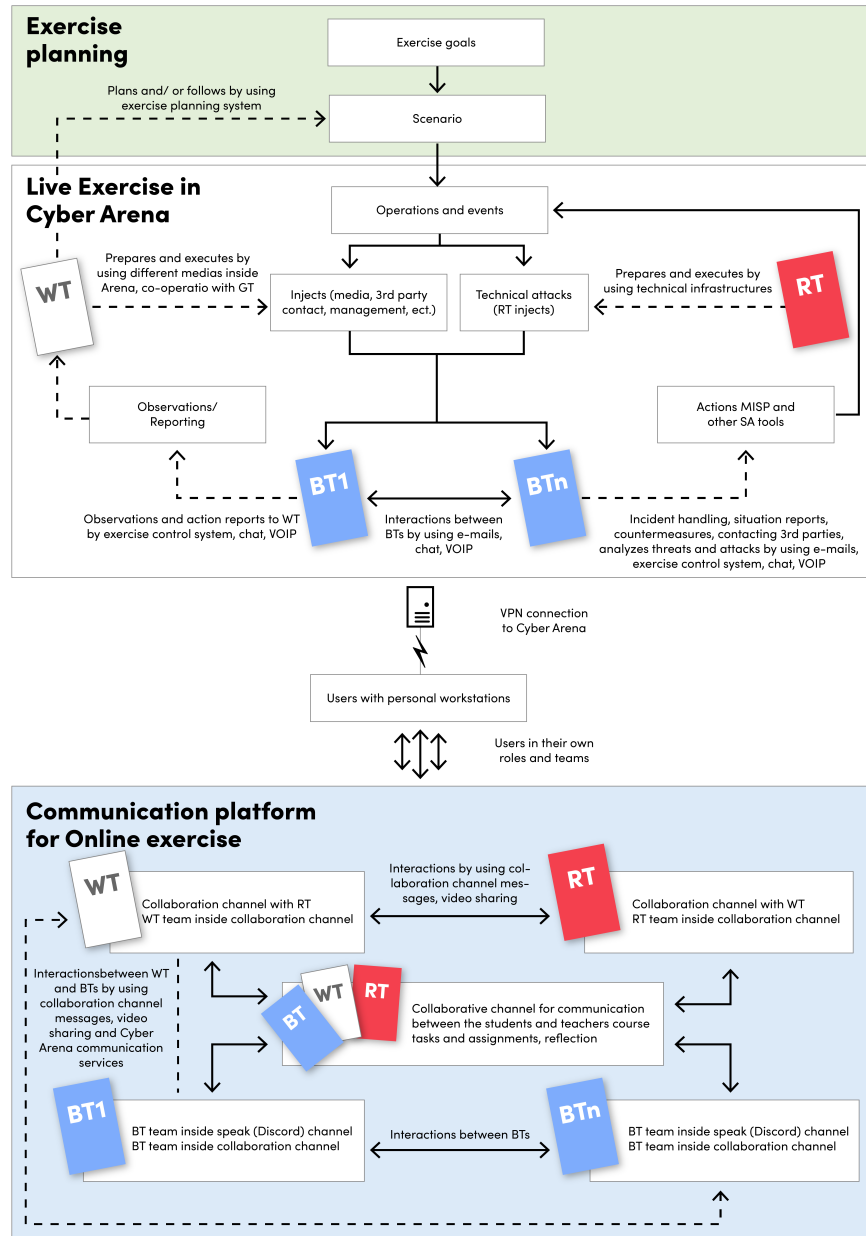 Exercise
planning
Exercise goals
Plans and/ or follows by using
exercise planning system
Scenario
Live Exercise in
Cyber Arena
Operations and events
WT
Prepares and executes by
using different medias inside
Arena, co-operatio with GT
Injects (media, 3rd party
contact, management, ect.)
Technical attacks
(RT injects)
Prepares and executes by
using technical infrastructures
RT
Observations/
Reporting
Actions MISP and
other SA tools
BT1
BTn
Observations and action reports to WT
by exercise control system, chat, VOIP
Interactions between
BTs by using e-mails,
chat, VOIP
Incident handling, situation reports,
countermeasures, contacting 3rd parties,
analyzes threats and attacks by using e-mails,
exercise control system, chat, VOIP
VPN connection
to Cyber Arena
Users with personal workstations
Users in their own
roles and teams
Communication platform
for Online exercise
WT
Collaboration channel with RT
WT team inside collaboration channel
Interactions by using col-
laboration channel mes-
sages, video sharing
RT
Collaboration channel with WT
RT team inside collaboration channel
Interactionsbetween WT
and BTs by using
collaboration channel
messages, video
sharing and Cyber
Arena communication
services
BT
WT
RT
Collaborative channel for communication
between the students and teachers course
tasks and assignments, reflection
BT1
BT team inside speak (Discord) channel
BT team inside collaboration channel
Interactions between BTs
BTn
BT team inside speak (Discord) channel
BT team inside collaboration channel